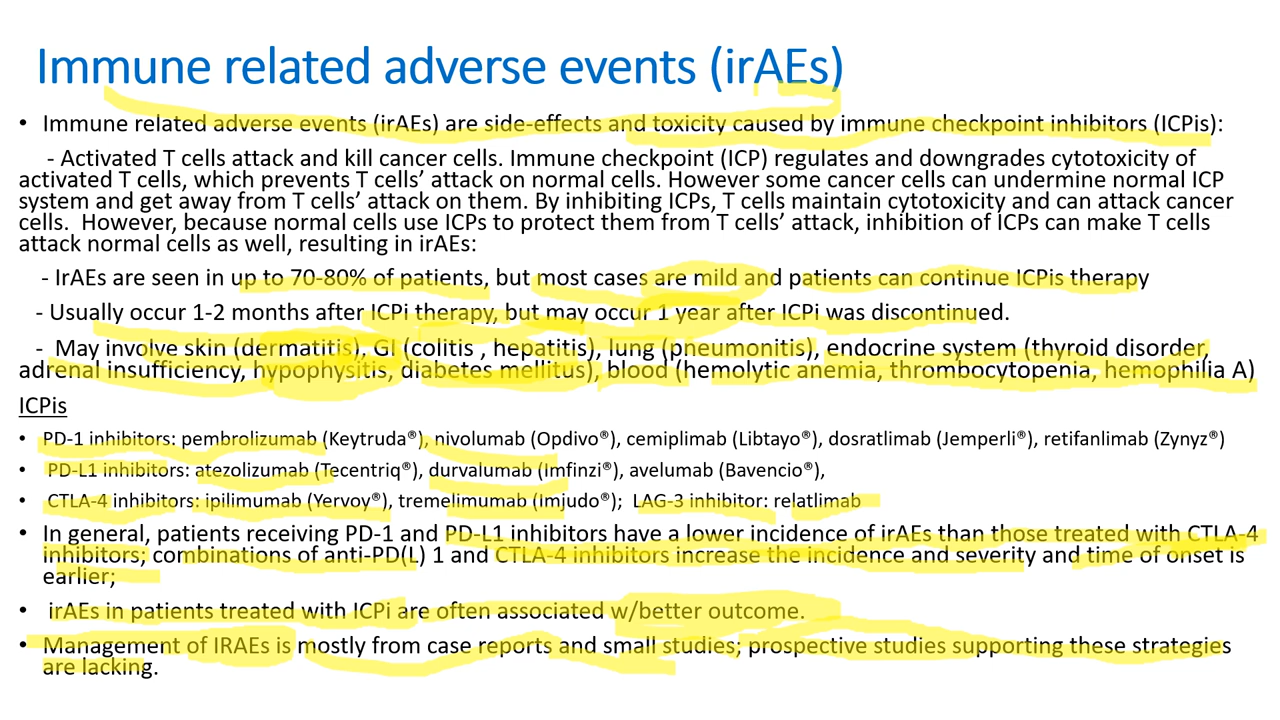 Immune related adverse events (irAEs)
• Immune related adverse events (irAEs) are side-effects and toxicity caused by immune checkpoint inhibitors (ICPis):
- Activated T cells attack and kill cancer cells. Immune checkpoint (ICP) regulates and downgrades cytotoxicity of
activated T cells, which prevents T cells’ attack on normal cells. However some cancer cells can undermine normal ICP
system and get away from T cells’ attack on them. By inhibiting ICPs, T cells maintain cytotoxicity and can attack cancer
cells.  However, because normal cells use ICPs to protect them from T cells’ attack, inhibition of ICPs can make T cells
attack normal cells as well, resulting in irAEs:
- IrAEs are seen in up to 70-80% of patients, but most cases are mild and patients can continue ICPis therapy
- Usually occur 1-2 months after ICPi therapy, but may occur 1 year after ICPi was discontinued.
- May involve skin (dermatitis), GI (colitis , hepatitis), lung (pneumonitis), endocrine system (thyroid disorder,
adrenal insufficiency, hypophysitis, diabetes mellitus), blood (hemolytic anemia, thrombocytopenia, hemophilia A)
ICPis
• PD-1 inhibitors: pembrolizumab (Keytruda®), nivolumab (Opdivo®), cemiplimab (Libtayo®), dosratlimab (Jemperli®), retifanlimab (Zynyz®)
• PD-L1 inhibitors: atezolizumab (Tecentriq®), durvalumab (Imfinzi®), avelumab (Bavencio®),
• CTLA-4 inhibitors: ipilimumab (Yervoy®), tremelimumab (Imjudo®);  LAG-3 inhibitor: relatlimab
• In general, patients receiving PD-1 and PD-L1 inhibitors have a lower incidence of irAEs than those treated with CTLA-4
inhibitors; combinations of anti-PD(L) 1 and CTLA-4 inhibitors increase the incidence and severity and time of onset is
earlier;
• irAEs in patients treated with ICPi are often associated w/better outcome.
• Management of IRAEs is mostly from case reports and small studies; prospective studies supporting these strategies
are lacking.